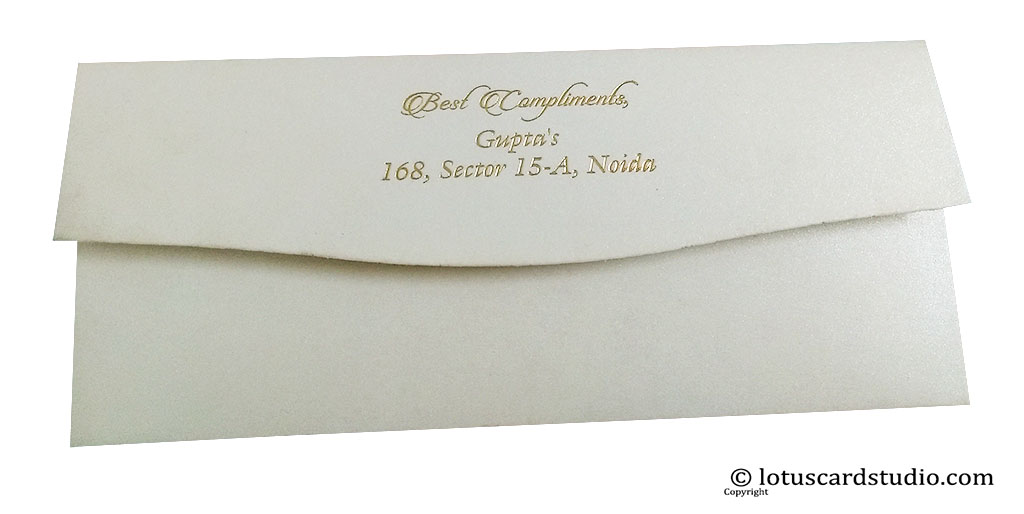 Best Compliments,
Gupta's
168, Sector 15-A, Noida
© lotuscardstudio.com
Copyright